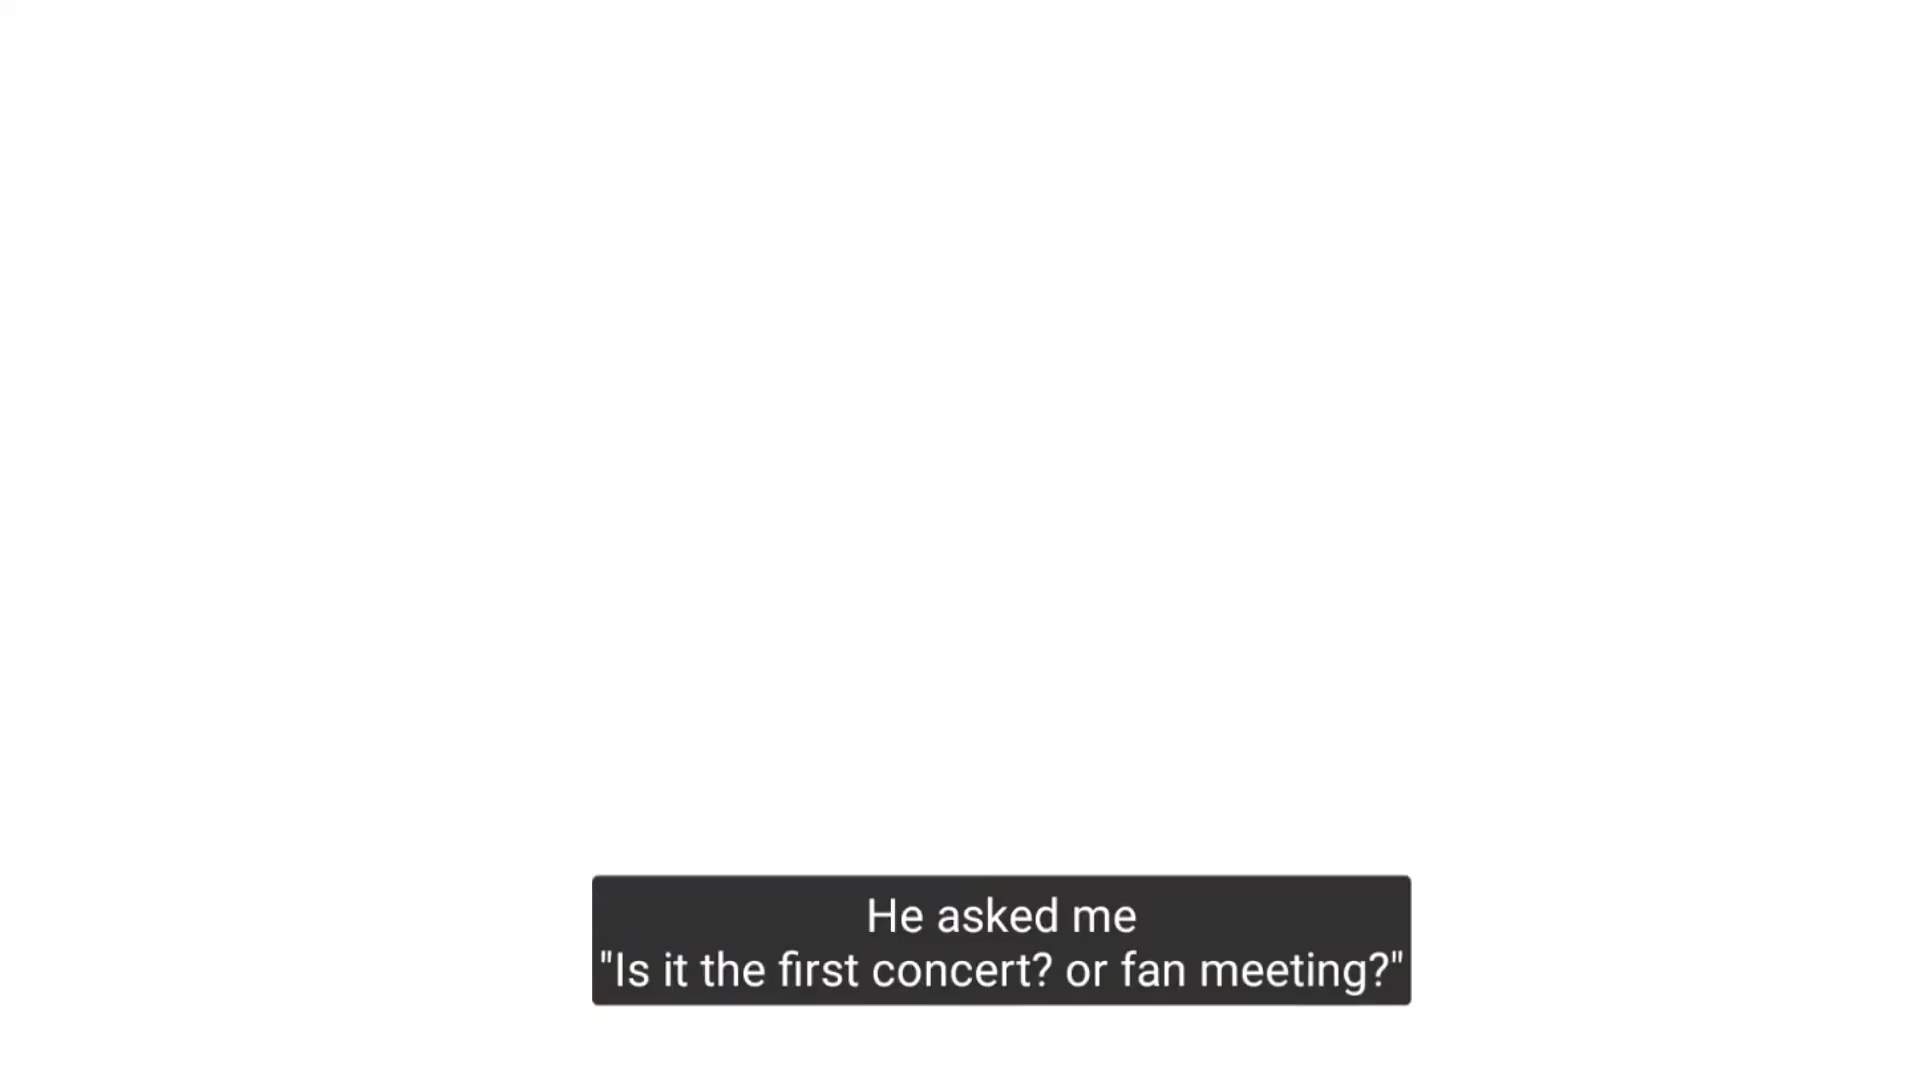 He asked me
"Is it the first concert? or fan meeting?"